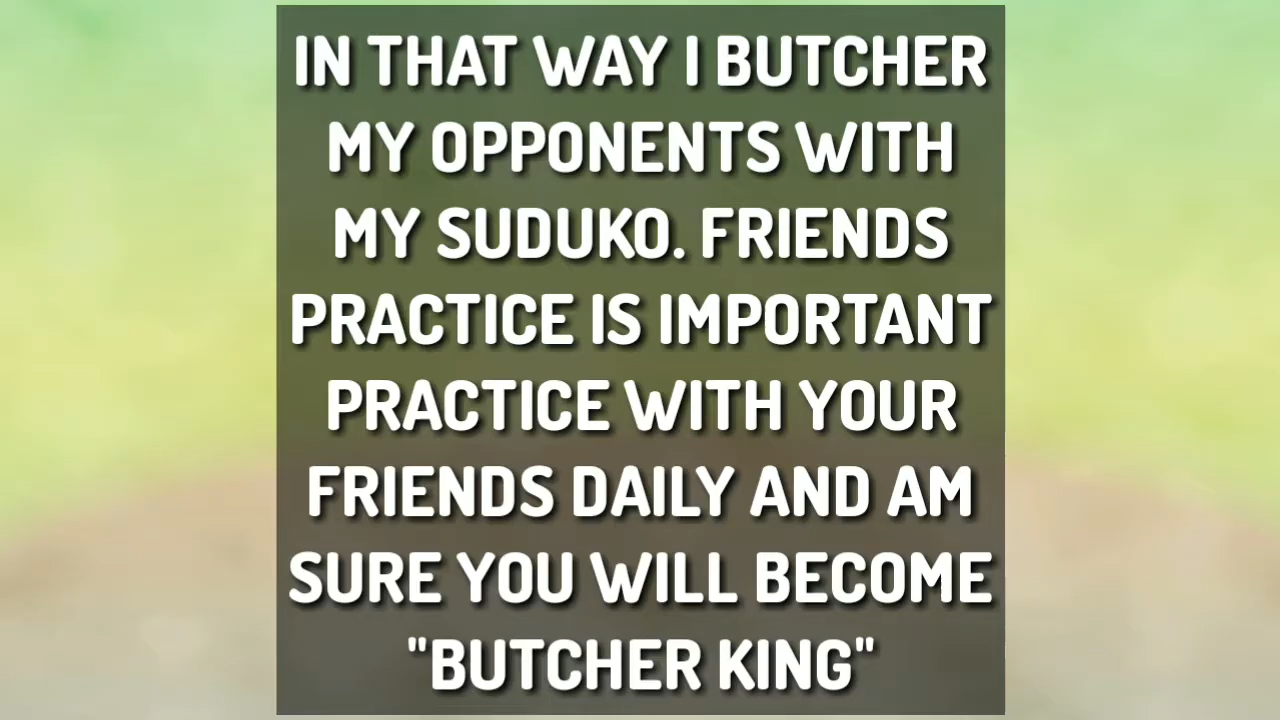 IN THAT WAY I BUTCHER
MY OPPONENTS WITH
MY SUDUKO. FRIENDS
PRACTICE IS IMPORTANT
PRACTICE WITH YOUR
FRIENDS DAILY AND AM
SURE YOU WILL BECOME
"BUTCHER KING"